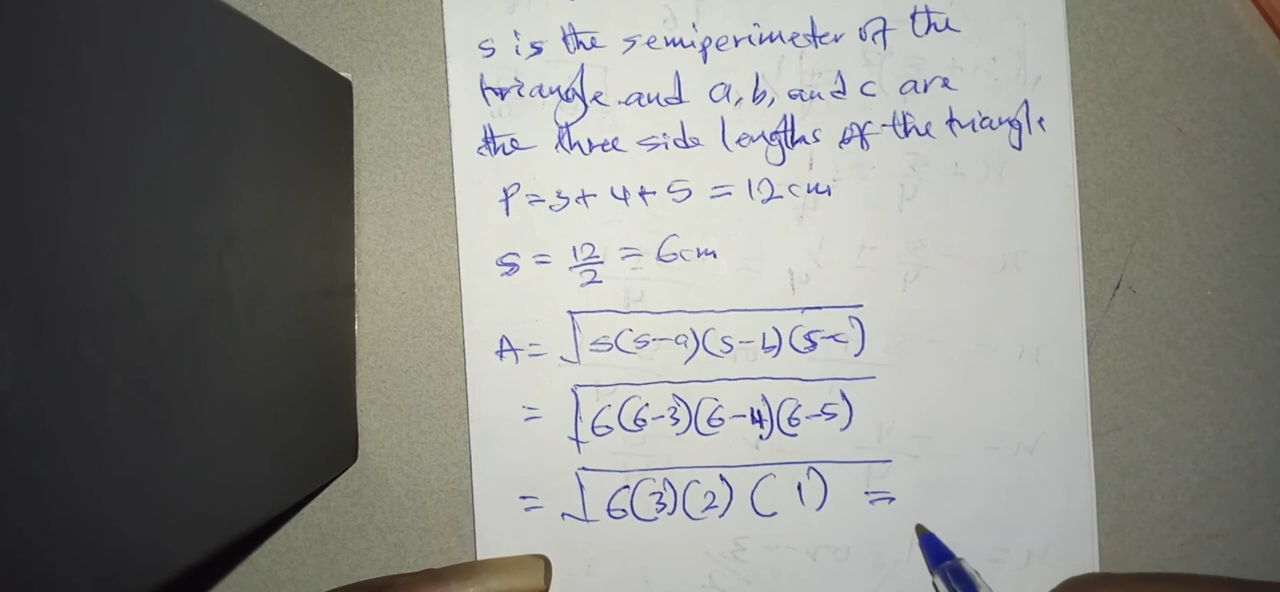 s is the semiperimeter of the
triangle and a, b, and c are
the three side lengths of the triangle
P = 3 + 4 + 5 = 12 cm
s = 12/2 = 6cm
A = √s(s-a)(s-b)(s-c)
= √6(6-3)(6-4)(6-5)
= √6(3)(2)(1) =